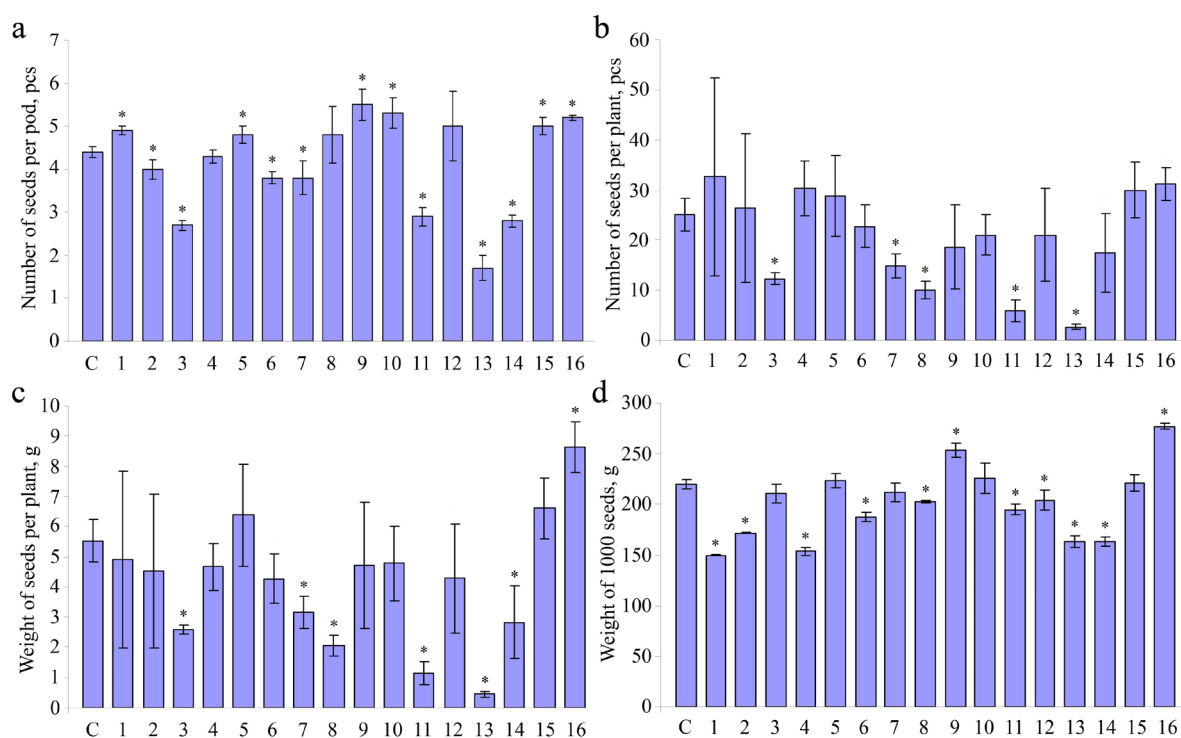 a
Number of seeds per pod, pcs
7
6
5
4
3
2
1
0
* * * * * * * * * * * * *
C 1 2 3 4 5 6 7 8 9 10 11 12 13 14 15 16
b
Number of seeds per plant, pcs
60
50
40
30
20
10
0
* * * * *
C 1 2 3 4 5 6 7 8 9 10 11 12 13 14 15 16
c
Weight of seeds per plant, g
10
9
8
7
6
5
4
3
2
1
0
* * * * * * *
C 1 2 3 4 5 6 7 8 9 10 11 12 13 14 15 16
d
Weight of 1000 seeds, g
300
250
200
150
100
50
0
* * * * * * * * * * *
C 1 2 3 4 5 6 7 8 9 10 11 12 13 14 15 16